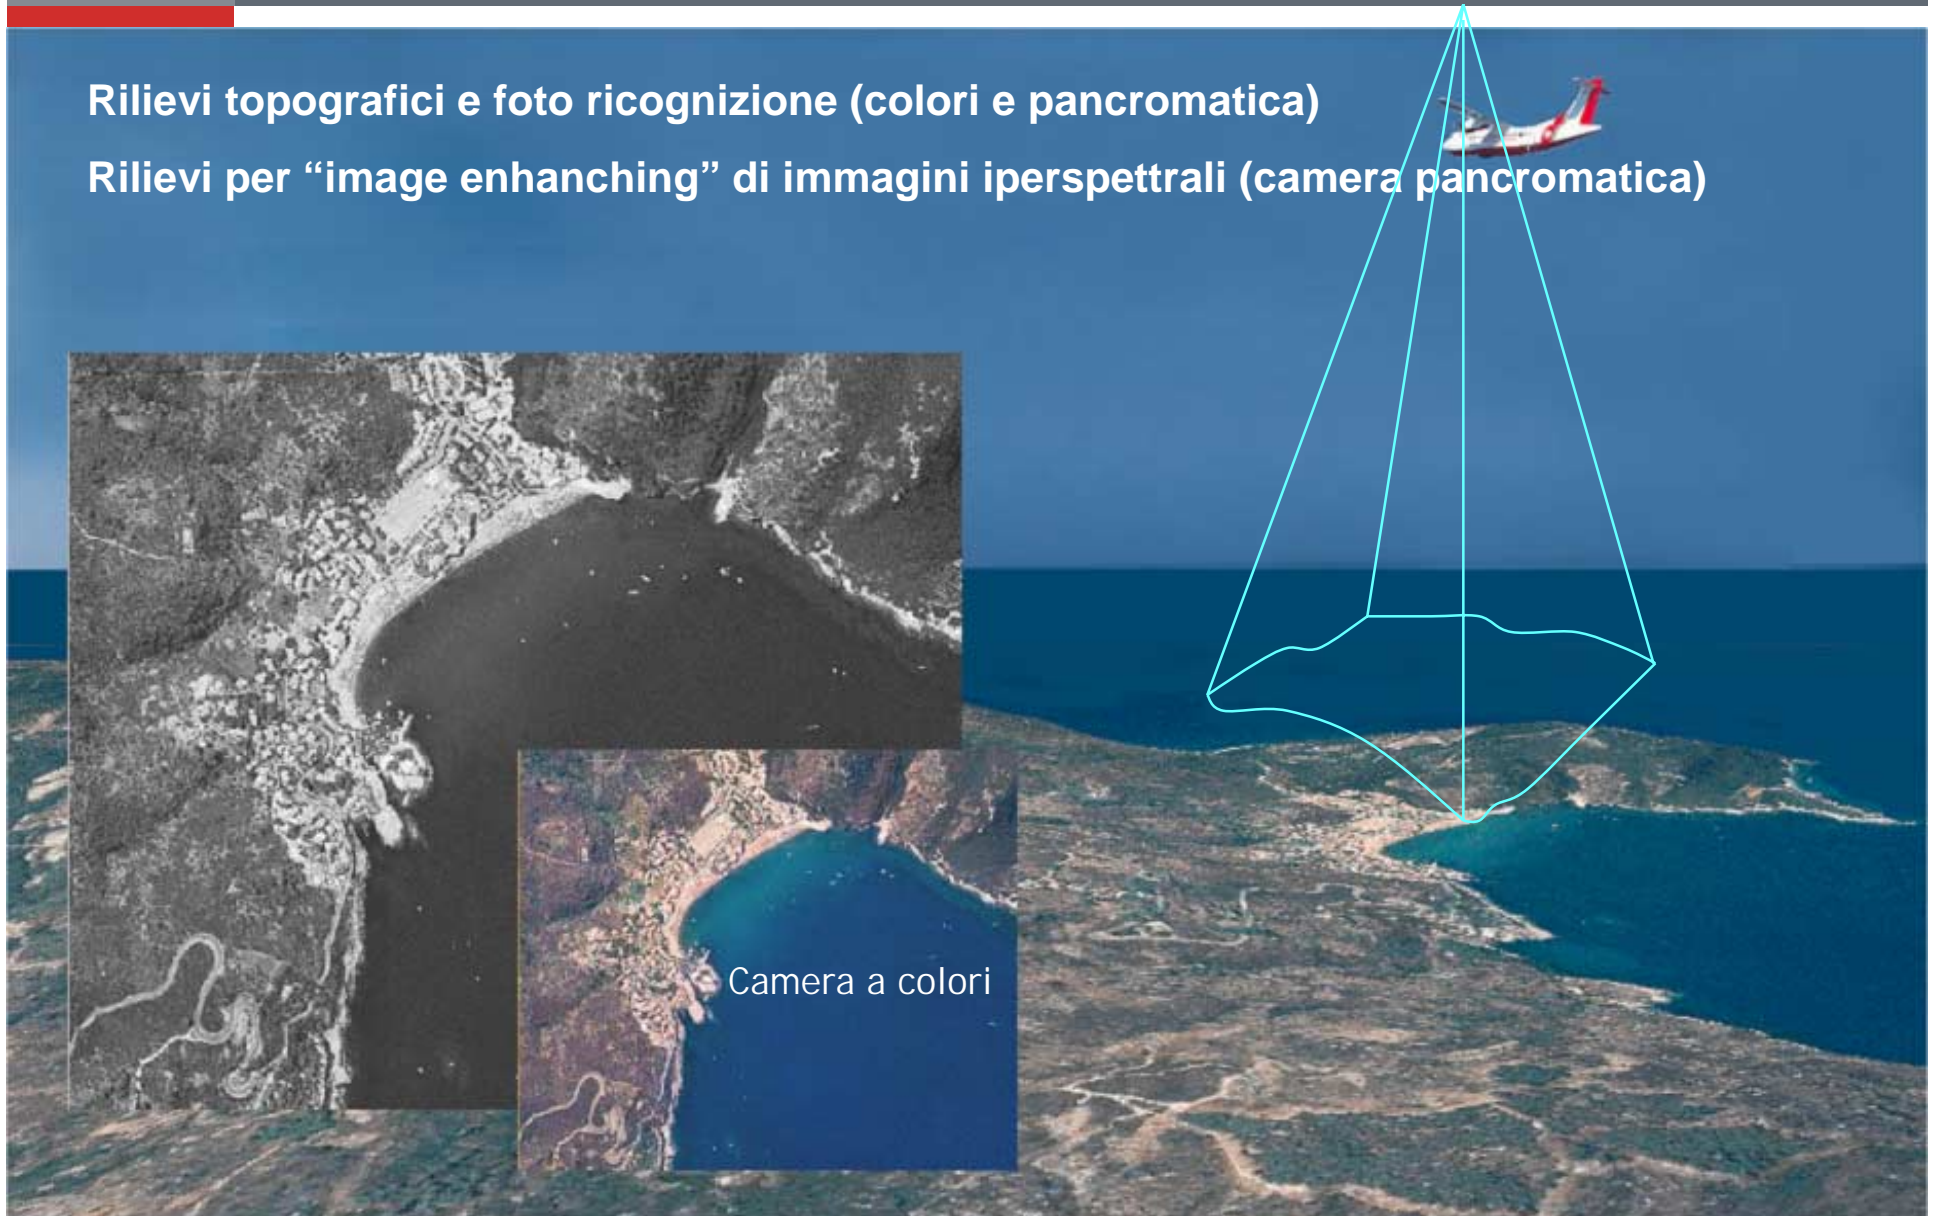 Rilievi topografici e foto ricognizione (colori e pancromatica)
Rilievi per “image enhanching” di immagini iperspettrali (camera pancromatica)
Camera a colori